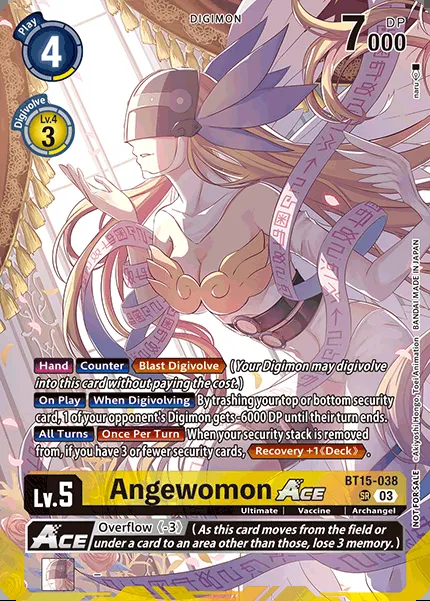 Play
4
DIGIMON
DP
7000
Digivolve
Lv.4
3
naru
Hand Counter Blast Digivolve (Your Digimon may digivolve
into this card without paying the cost.)
On Play When Digivolving By trashing your top or bottom security
card, 1 of your opponent's Digimon gets -6000 DP until their turn ends.
All Turns Once Per Turn When your security stack is removed
from, if you have 3 or fewer security cards, Recovery +1《Deck》.
Lv.5
Angewomon ACE
BT15-038
SR 03
Ultimate Vaccine Archangel
ACE
Overflow《-3》 (As this card moves from the field or
under a card to an area other than those, lose 3 memory.)
NOT FOR SALE ©Akiyoshi Hongo, Toei Animation BANDAI MADE IN JAPAN